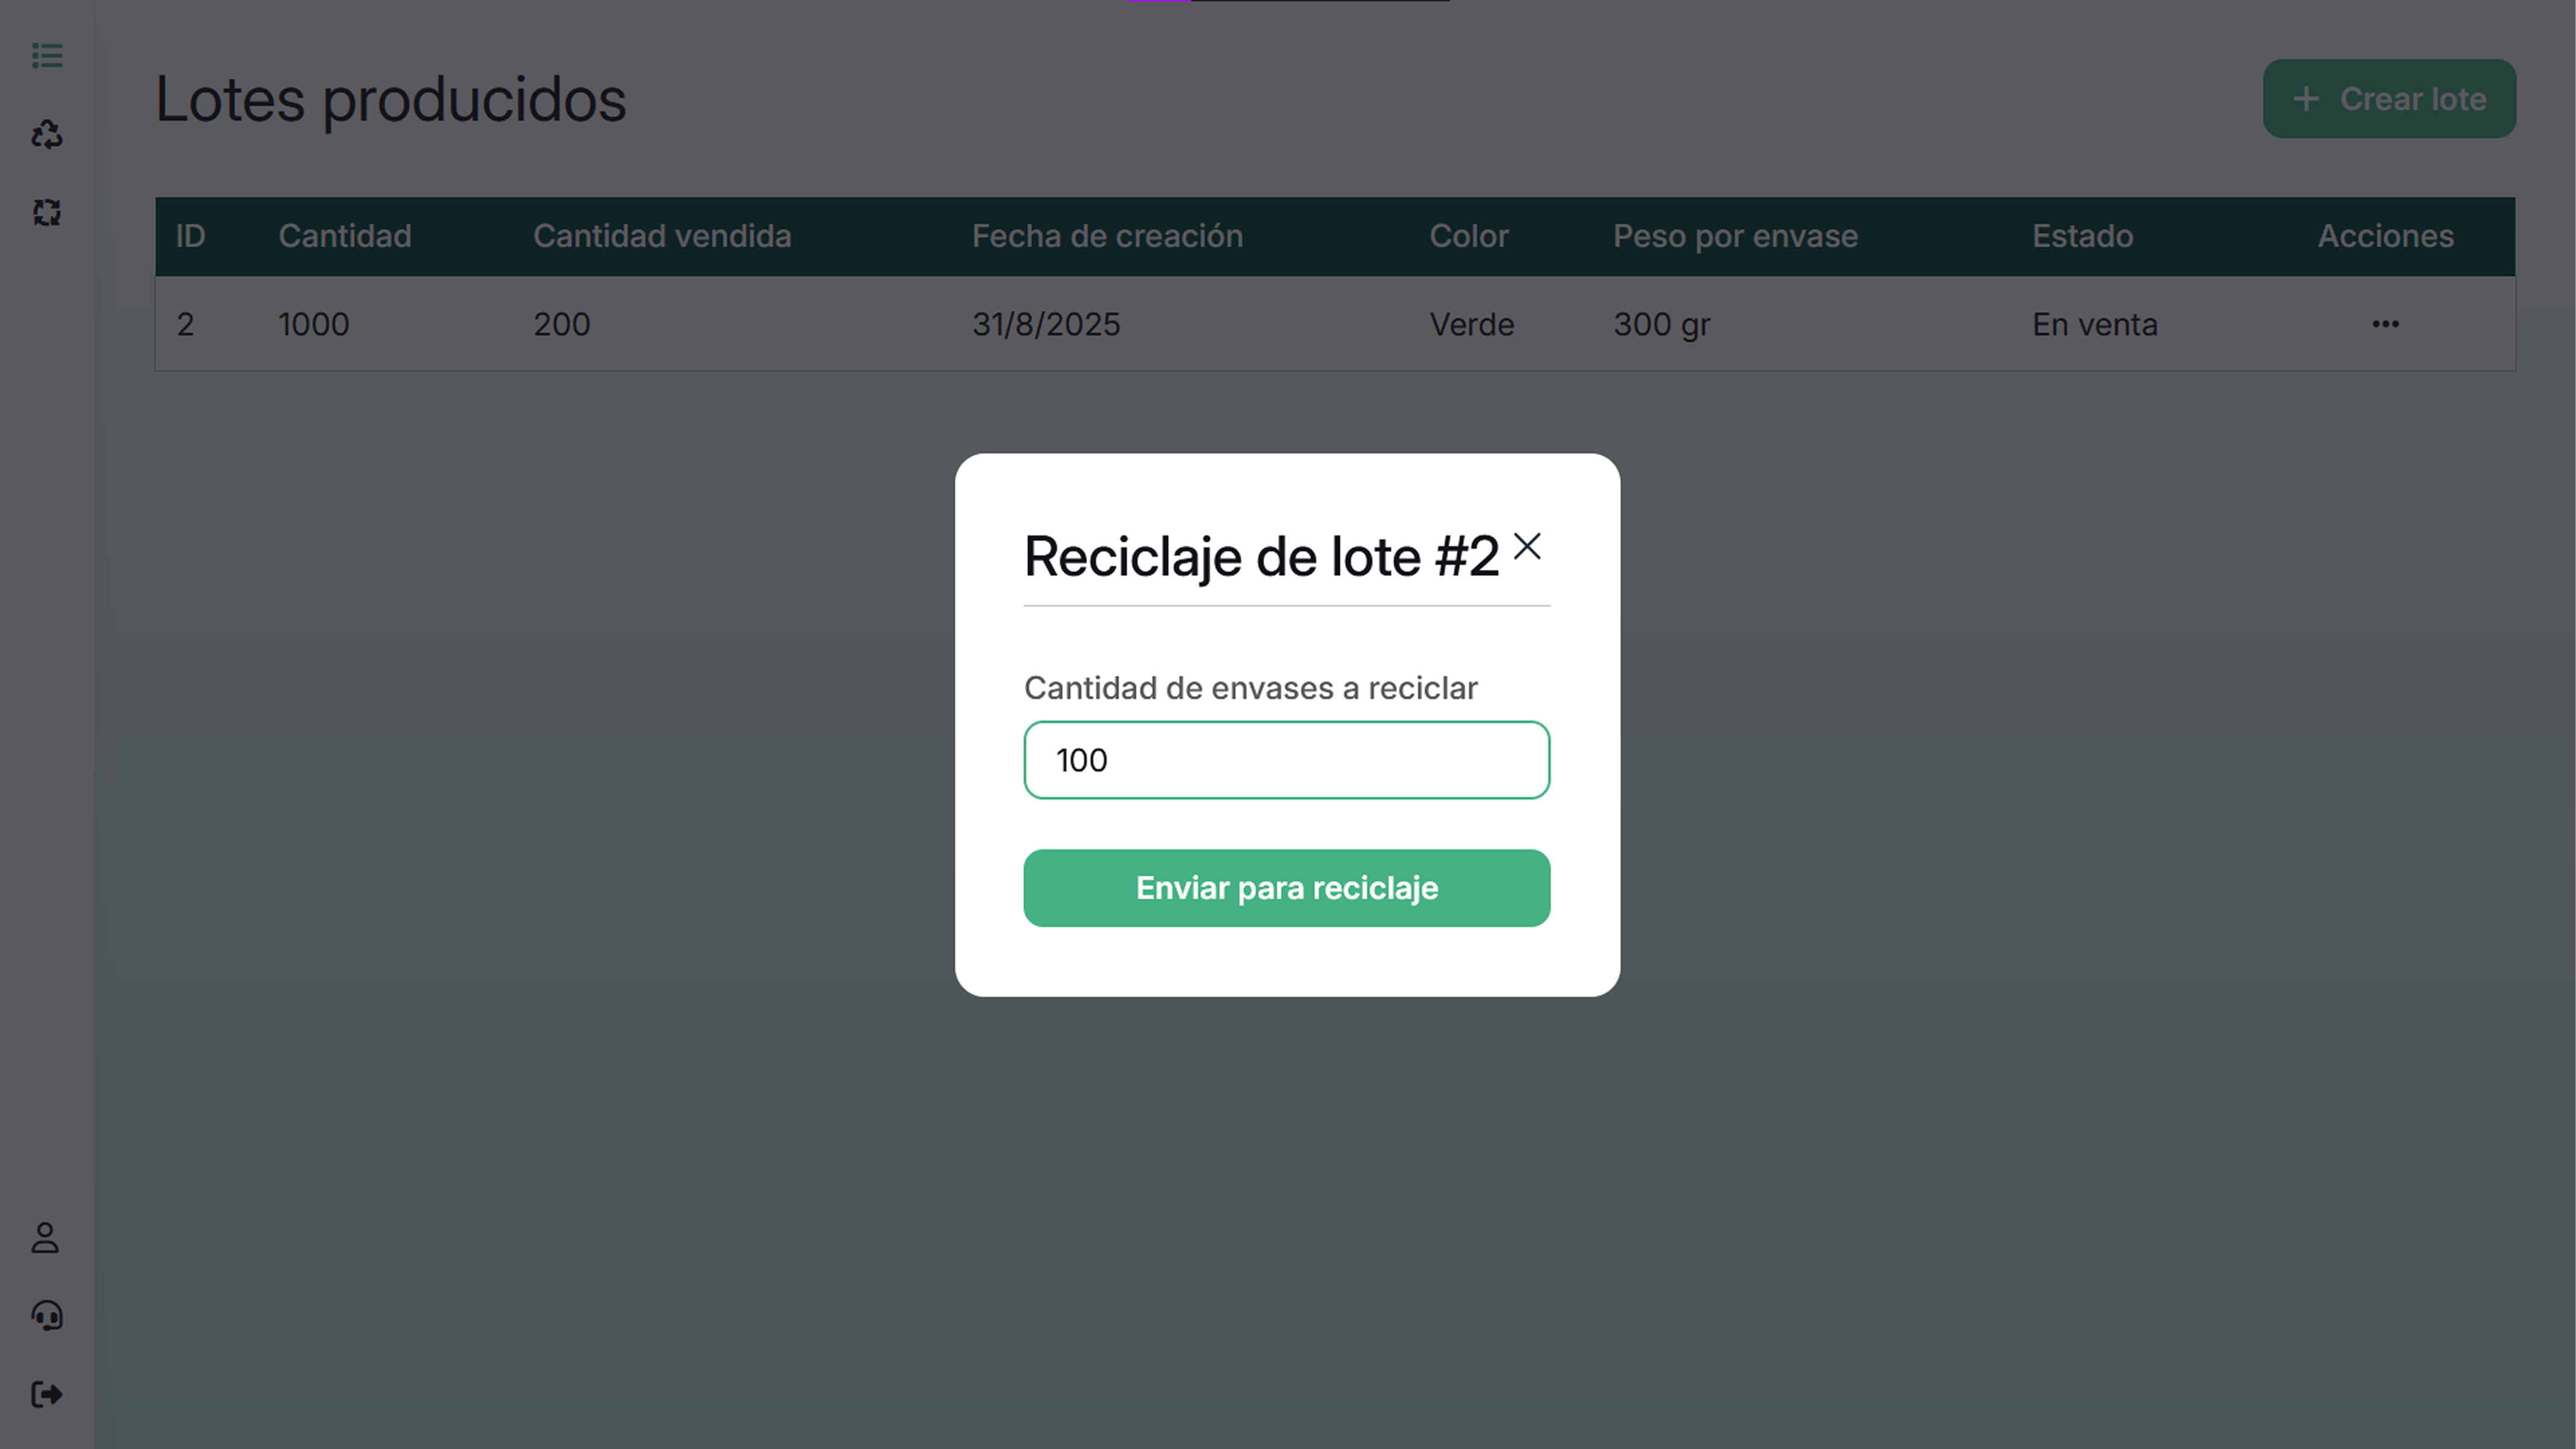 Lotes producidos
+ Crear lote
ID Cantidad Cantidad vendida Fecha de creación Color Peso por envase Estado Acciones
2 1000 200 31/8/2025 Verde 300 gr En venta •••
Reciclaje de lote #2
Cantidad de envases a reciclar
100
Enviar para reciclaje